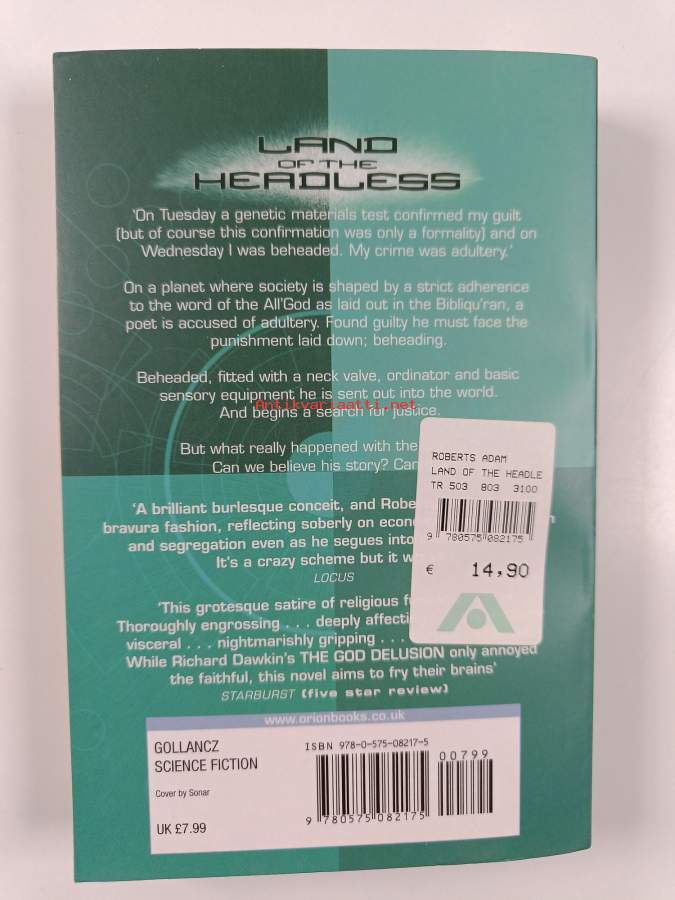 LAND
OF THE
HEADLESS
'On Tuesday a genetic materials test confirmed my guilt
(but of course this confirmation was only a formality) and on
Wednesday I was beheaded. My crime was adultery.'
On a planet where society is shaped by a strict adherence
to the word of the All'God as laid out in the Bibliqu'ran, a
poet is accused of adultery. Found guilty he must face the
punishment laid down; beheading.
Beheaded, fitted with a neck valve, ordinator and basic
sensory equipment he is sent out into the world.
Antikvariaatti.net
And begins a search for justice.
But what really happened with the
Can we believe his story?
'A brilliant burlesque conceit, and
bravura fashion, reflecting soberly on
and segregation even as he segues into
It's a crazy scheme but it
LOCUS
'This grotesque satire of religious
Thoroughly engrossing . . . deeply
visceral . . . nightmarishly gripping . . .
While Richard Dawkin's THE GOD DELUSION only annoyed
the faithful, this novel aims to fry their brains'
STARBURST (five star review)
ROBERTS ADAM
LAND OF THE HEADLE
TR 503 803 3100
9 780575 082175
€ 14,90
www.orionbooks.co.uk
GOLLANCZ
SCIENCE FICTION
Cover by Sonar
UK £7.99
ISBN 978-0-575-08217-5
00799
9 780575 082175